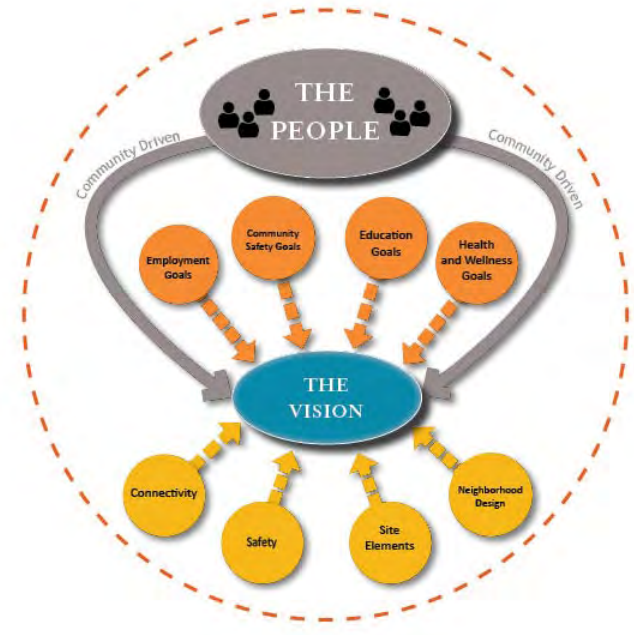 THE
PEOPLE
Community Driven
Community Driven
Employment
Goals
Community
Safety Goals
Education
Goals
Health
and Wellness
Goals
THE
VISION
Connectivity
Safety
Site
Elements
Neighborhood
Design